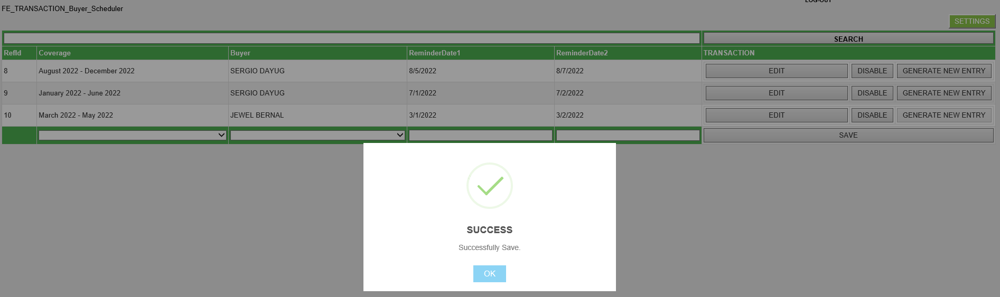 LOG-OUT
FE_TRANSACTION_Buyer_Scheduler
SETTINGS
SEARCH
RefId Coverage Buyer ReminderDate1 ReminderDate2 TRANSACTION
8 August 2022 - December 2022 SERGIO DAYUG 8/5/2022 8/7/2022 EDIT DISABLE GENERATE NEW ENTRY
9 January 2022 - June 2022 SERGIO DAYUG 7/1/2022 7/2/2022 EDIT DISABLE GENERATE NEW ENTRY
10 March 2022 - May 2022 JEWEL BERNAL 3/1/2022 3/2/2022 EDIT DISABLE GENERATE NEW ENTRY
SAVE
SUCCESS
Successfully Save.
OK